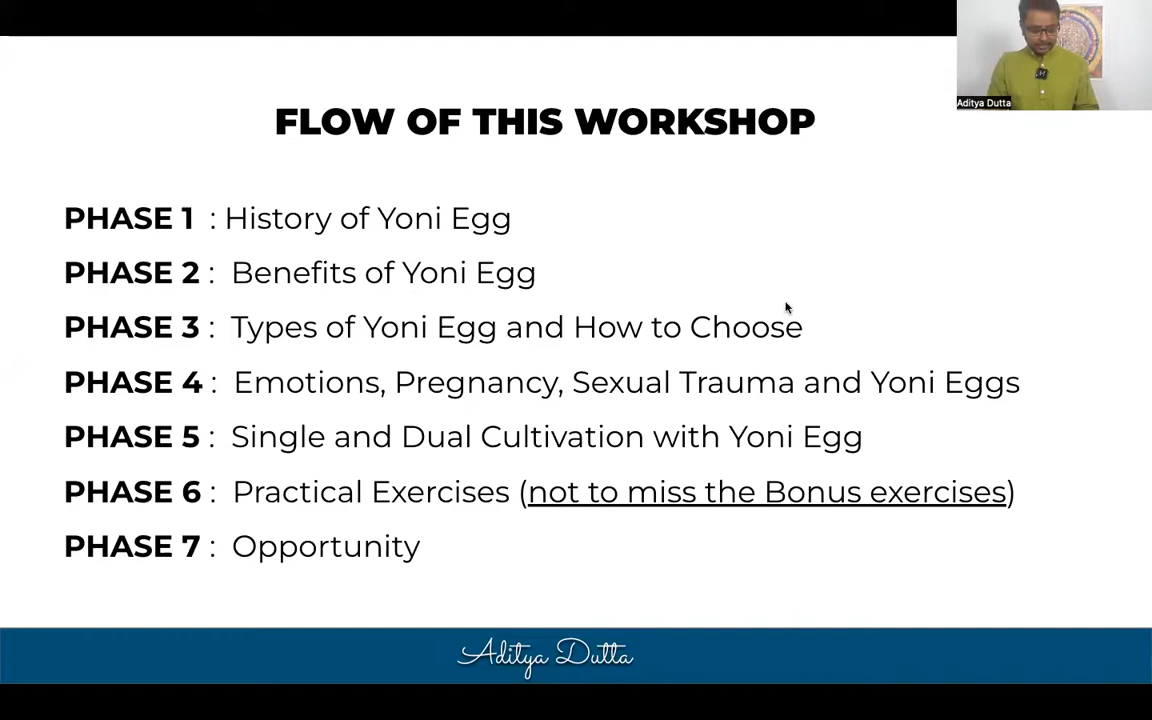 Aditya Dutta
FLOW OF THIS WORKSHOP
PHASE 1 : History of Yoni Egg
PHASE 2 : Benefits of Yoni Egg
PHASE 3 : Types of Yoni Egg and How to Choose
PHASE 4 : Emotions, Pregnancy, Sexual Trauma and Yoni Eggs
PHASE 5 : Single and Dual Cultivation with Yoni Egg
PHASE 6 : Practical Exercises (not to miss the Bonus exercises)
PHASE 7 : Opportunity
Aditya Dutta